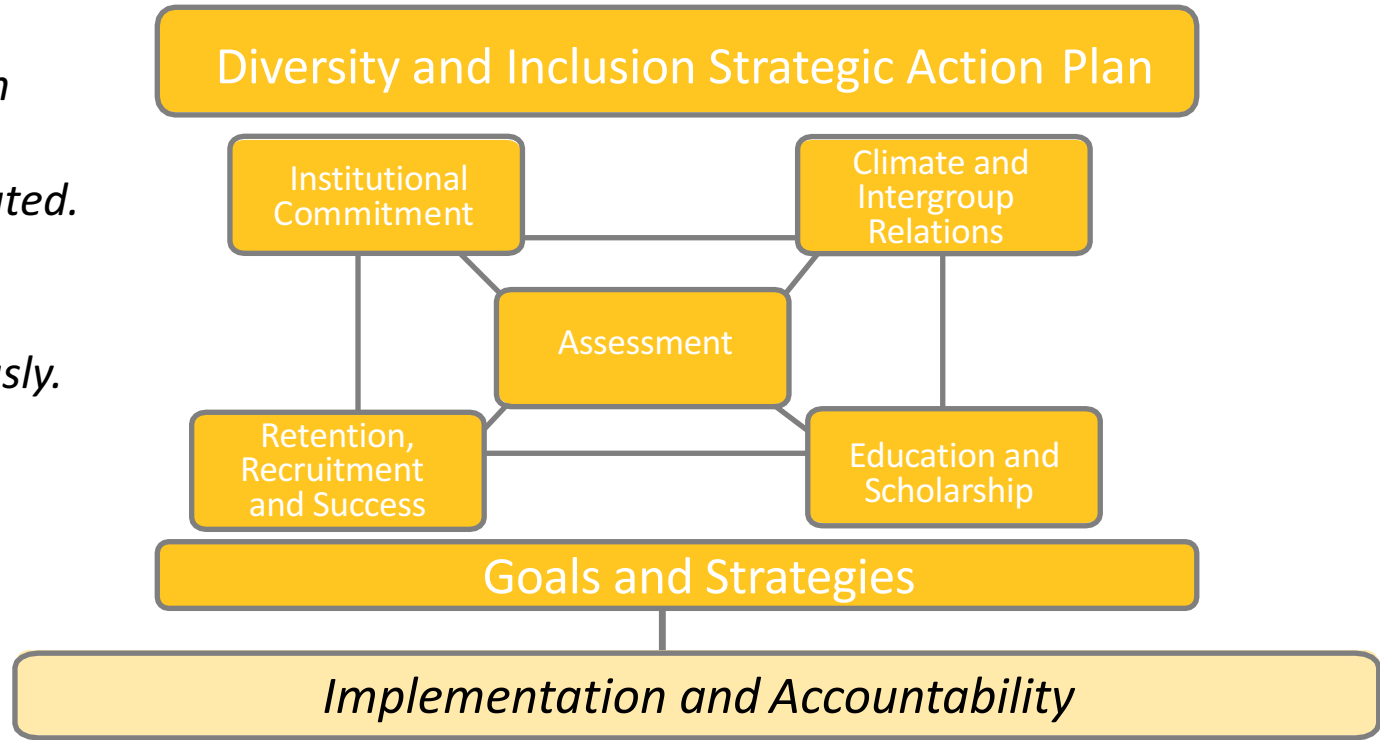 Diversity and Inclusion Strategic Action Plan
Institutional
Commitment
Climate and
Intergroup
Relations
Assessment
Retention,
Recruitment
and Success
Education and
Scholarship
Goals and Strategies
Implementation and Accountability